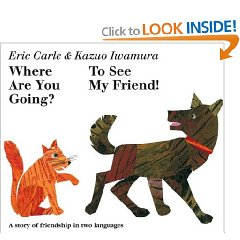 Click to LOOK INSIDE!
Eric Carle & Kazuo Iwamura
Where
Are You
Going?
To See
My Friend!
A story of friendship in two languages